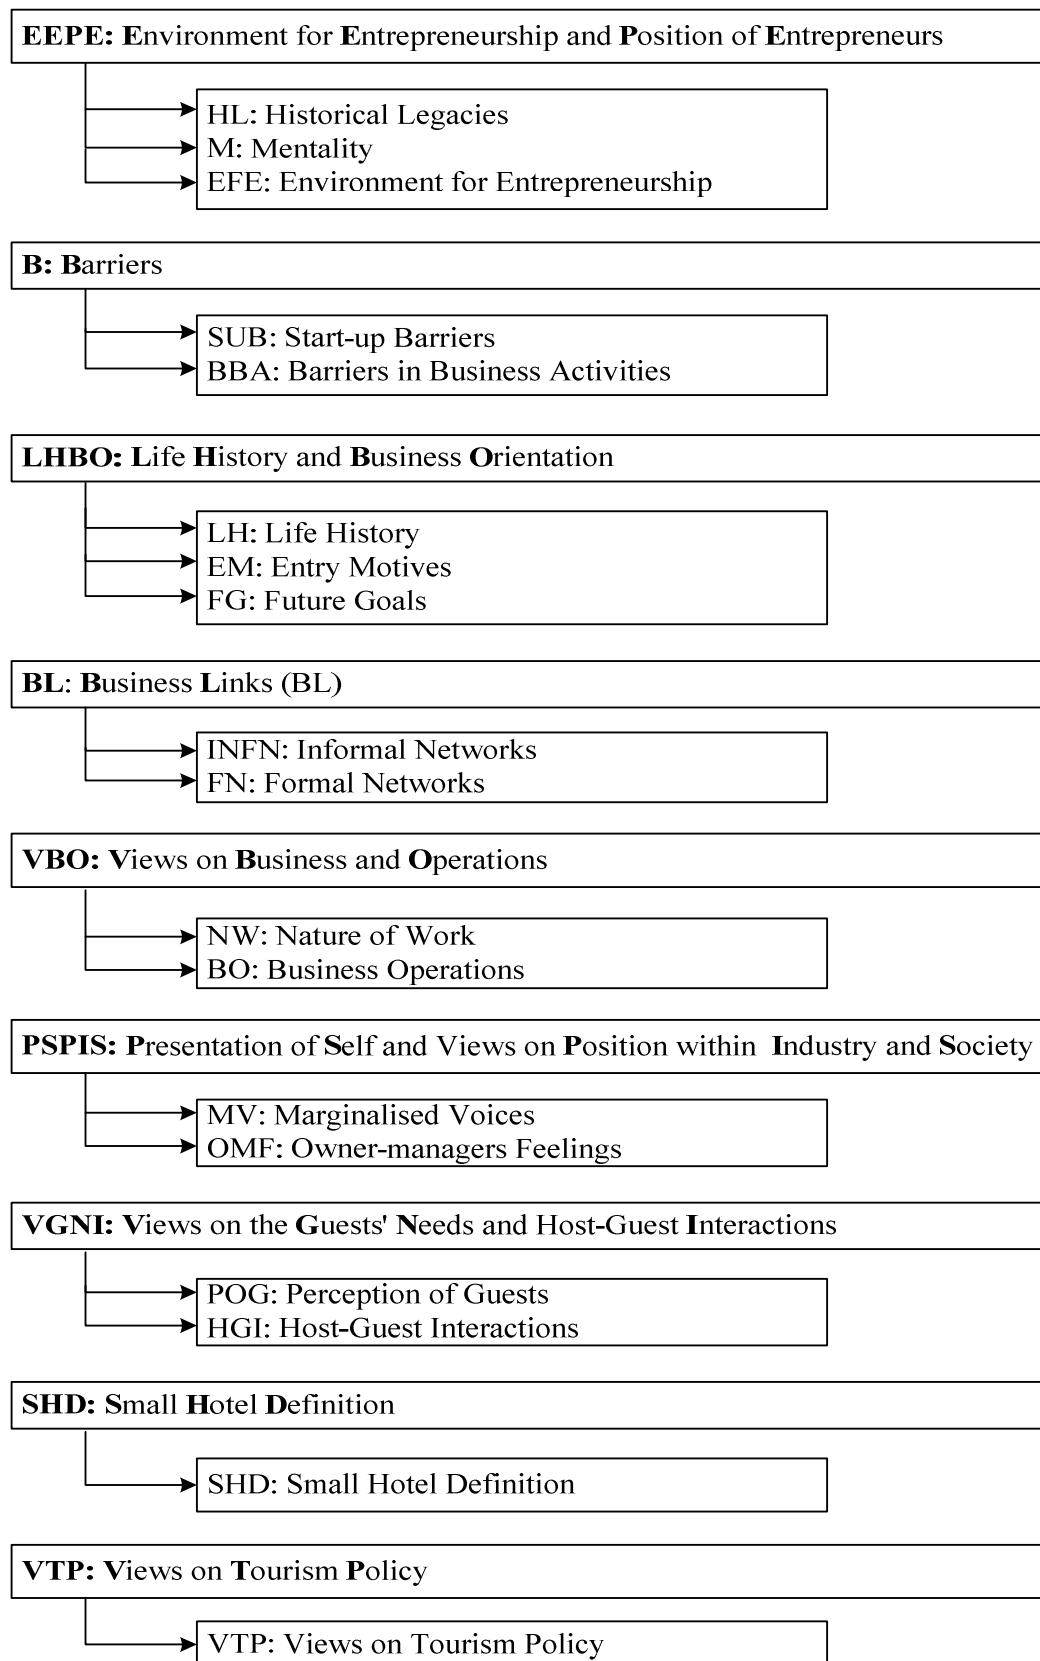 EEPE: Environment for Entrepreneurship and Position of Entrepreneurs
HL: Historical Legacies
M: Mentality
EFE: Environment for Entrepreneurship
B: Barriers
SUB: Start-up Barriers
BBA: Barriers in Business Activities
LHBO: Life History and Business Orientation
LH: Life History
EM: Entry Motives
FG: Future Goals
BL: Business Links (BL)
INFN: Informal Networks
FN: Formal Networks
VBO: Views on Business and Operations
NW: Nature of Work
BO: Business Operations
PSPIS: Presentation of Self and Views on Position within Industry and Society
MV: Marginalised Voices
OMF: Owner-managers Feelings
VGNI: Views on the Guests' Needs and Host-Guest Interactions
POG: Perception of Guests
HGI: Host-Guest Interactions
SHD: Small Hotel Definition
SHD: Small Hotel Definition
VTP: Views on Tourism Policy
VTP: Views on Tourism Policy